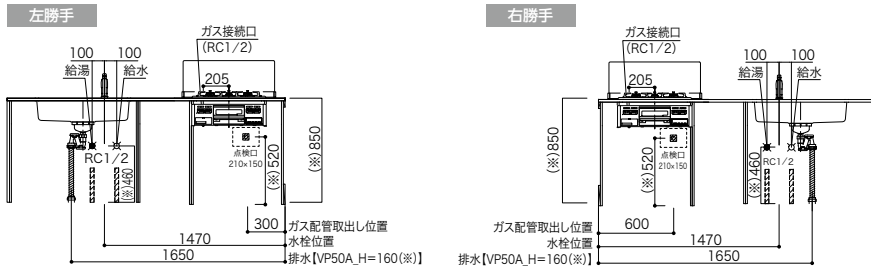 左勝手
ガス接続口
(RC1/2)
100 100
給湯 給水
205
RC1/2
(※)460
点検口
210×150
(※)520
(※)850
300 ガス配管取出し位置
1470 水栓位置
1650 排水【VP50A_H=160(※)】
右勝手
ガス接続口
(RC1/2)
205
100 100
給湯 給水
(※)850
点検口
210×150
(※)520
(※)460
RC1/2
ガス配管取出し位置 600
水栓位置 1470
排水【VP50A_H=160(※)】 1650